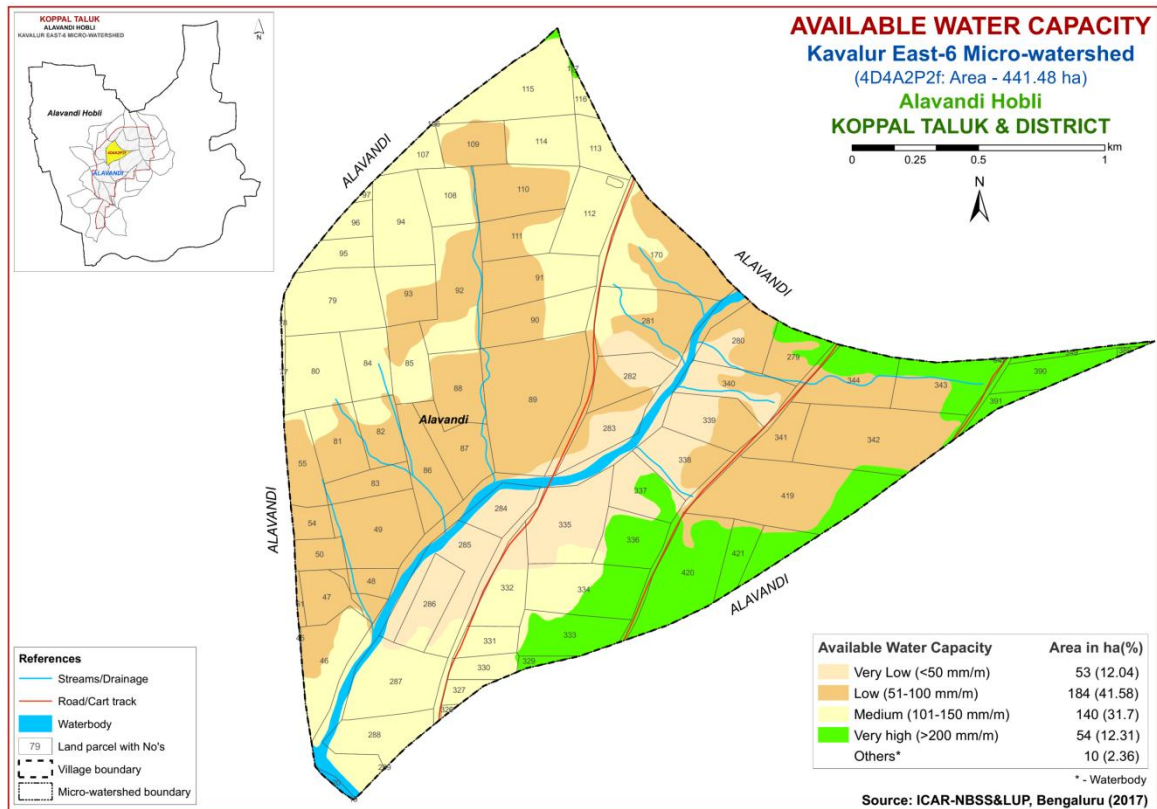 KOPPAL TALUK
ALAVANDI HOBLI
KAVALUR EAST-6 MICRO-WATERSHED
N
Alavandi Hobli
4D4A2P2f
ALAVANDI
AVAILABLE WATER CAPACITY
Kavalur East-6 Micro-watershed
(4D4A2P2f: Area - 441.48 ha)
Alavandi Hobli
KOPPAL TALUK & DISTRICT
0 0.25 0.5 1 km
N
115
116
109
107
114
113
108
110
97
96
94
112
111
95
ALAVANDI
170
ALAVANDI
79
93
92
91
90
281
280
279
84
85
80
282
340
344
343
390
391
88
89
Alavandi
81
82
283
339
341
342
87
55
86
83
338
419
337
54
49
284
335
336
421
50
285
420
ALAVANDI
48
47
286
332
334
ALAVANDI
46
331
333
330
329
287
327
288
References
Streams/Drainage
Road/Cart track
Waterbody
79 Land parcel with No's
Village boundary
Micro-watershed boundary
Available Water Capacity Area in ha(%)
Very Low (<50 mm/m) 53 (12.04)
Low (51-100 mm/m) 184 (41.58)
Medium (101-150 mm/m) 140 (31.7)
Very high (>200 mm/m) 54 (12.31)
Others* 10 (2.36)
* - Waterbody
Source: ICAR-NBSS&LUP, Bengaluru (2017)